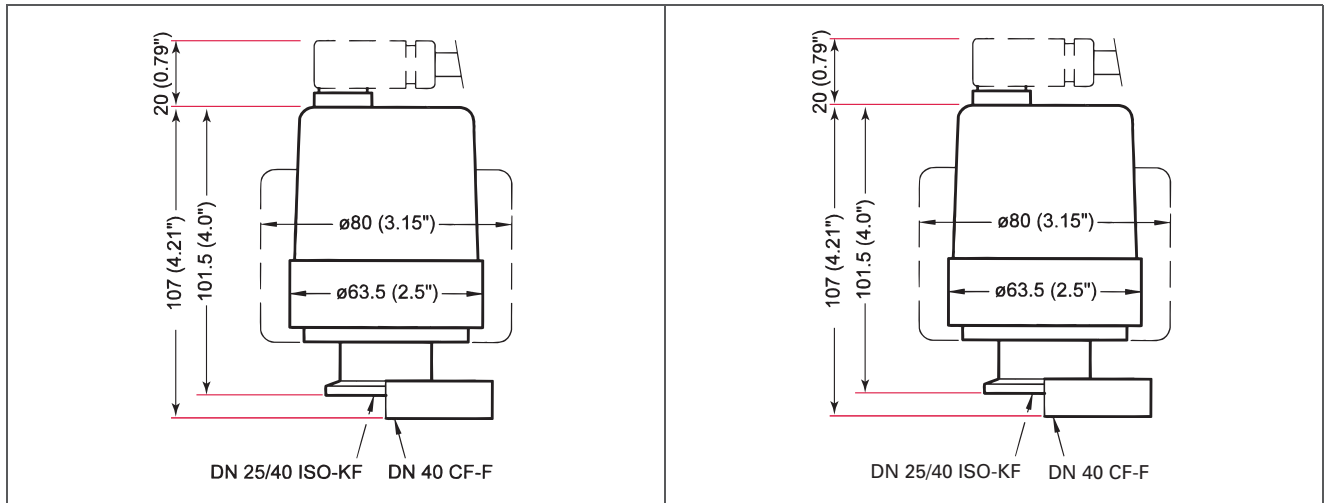 20 (0.79")
107 (4.21")
101.5 (4.0")
ø80 (3.15")
ø63.5 (2.5")
DN 25/40 ISO-KF
DN 40 CF-F
20 (0.79")
107 (4.21")
101.5 (4.0")
ø80 (3.15")
ø63.5 (2.5")
DN 25/40 ISO-KF
DN 40 CF-F